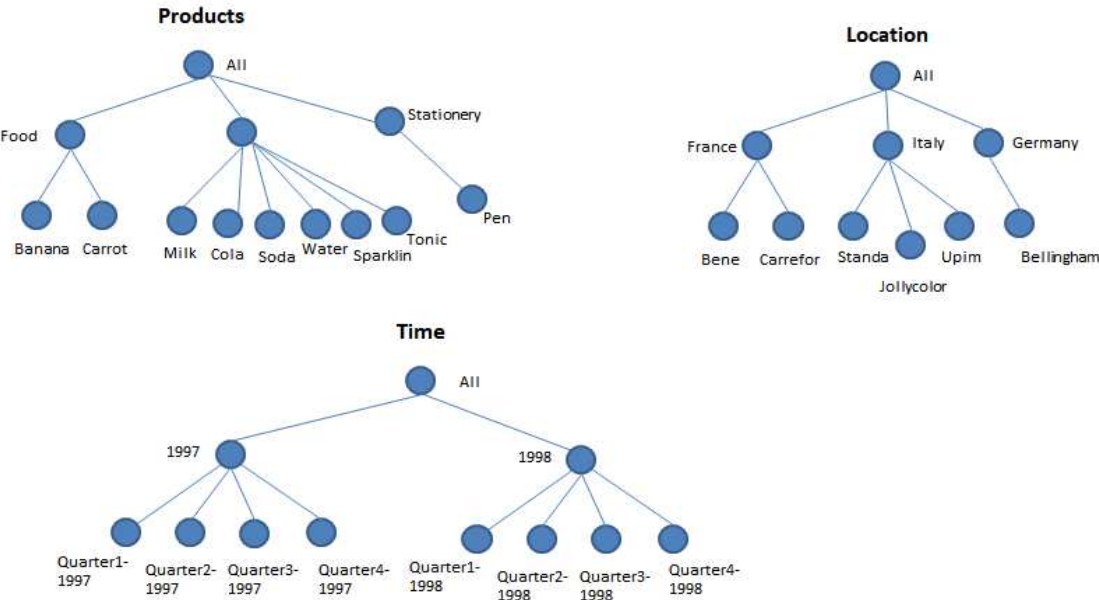 Products
All
Food
Stationery
Banana
Carrot
Milk
Cola
Soda
Water
Sparklin
Tonic
Pen
Location
All
France
Italy
Germany
Bene
Carrefor
Standa
Jollycolor
Upim
Bellingham
Time
All
1997
1998
Quarter1-
1997
Quarter2-
1997
Quarter3-
1997
Quarter4-
1997
Quarter1-
1998
Quarter2-
1998
Quarter3-
1998
Quarter4-
1998